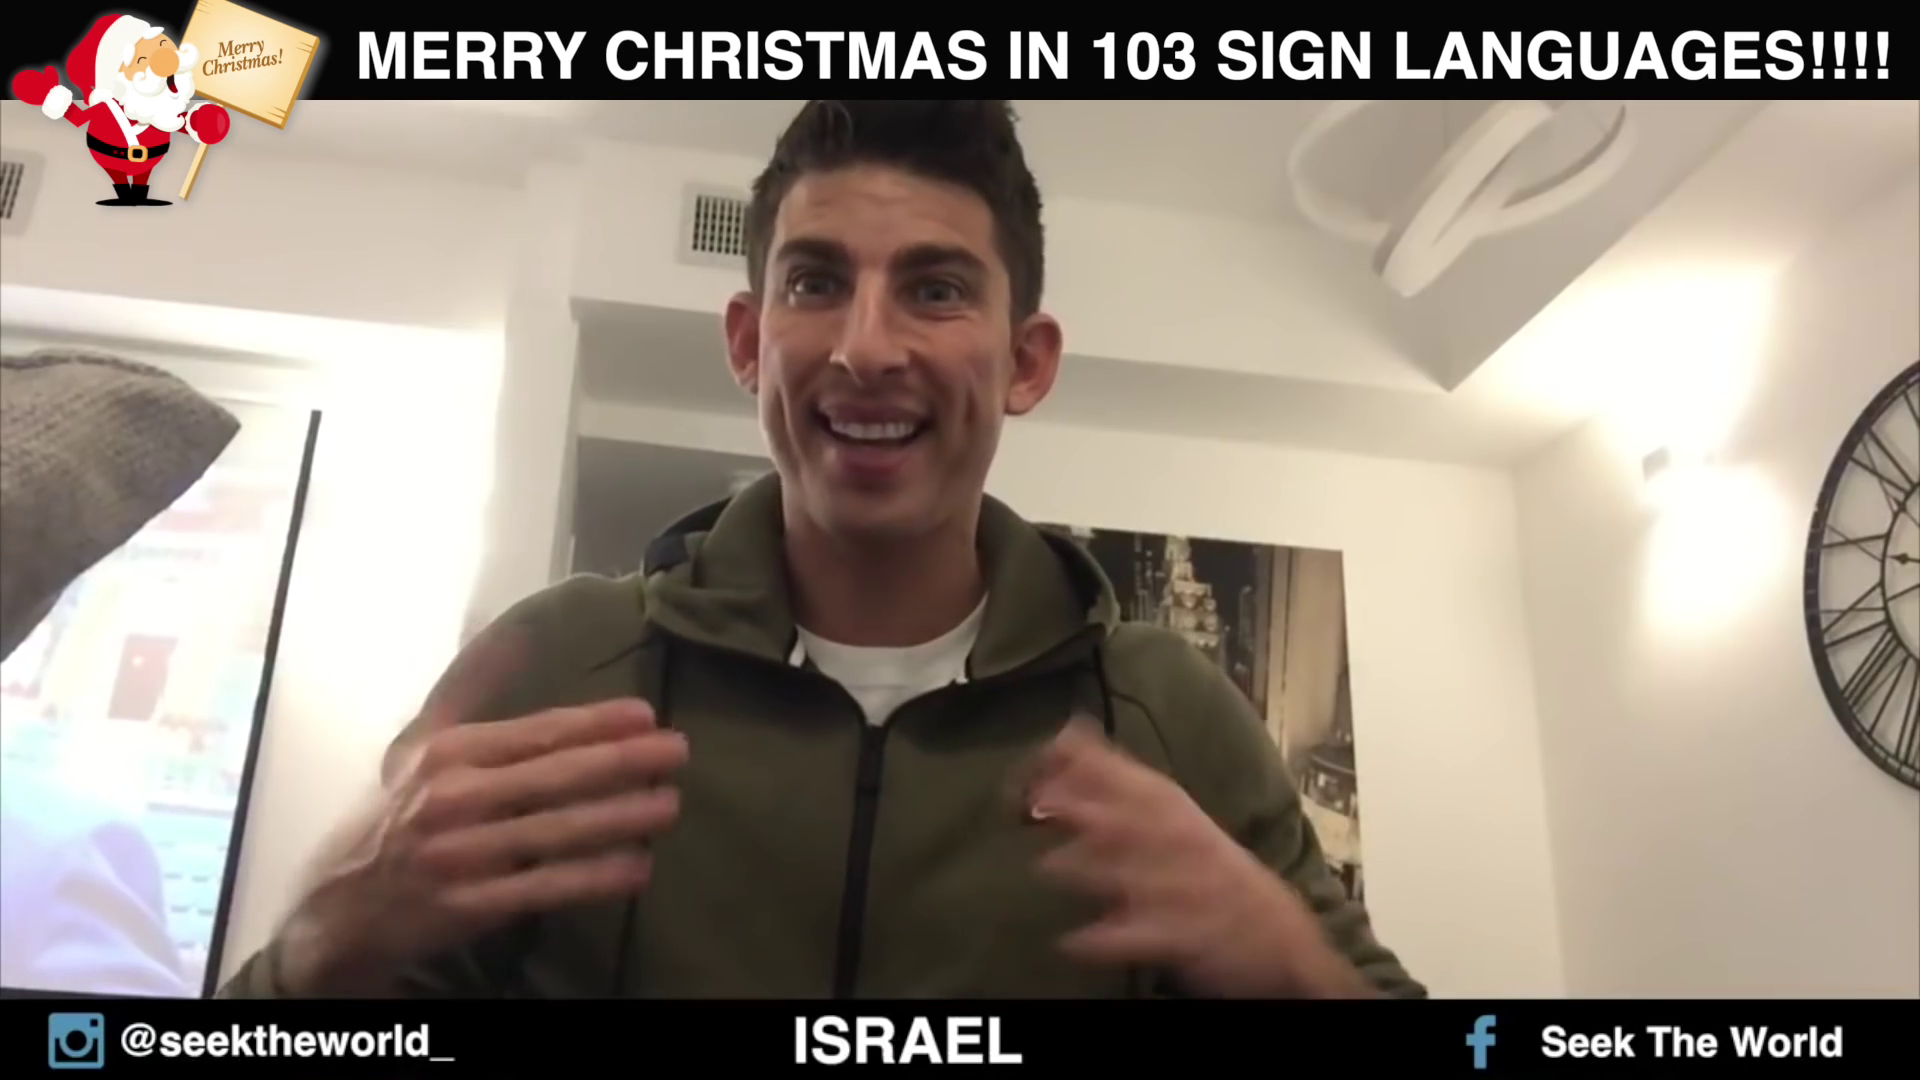 Merry
Christmas!
MERRY CHRISTMAS IN 103 SIGN LANGUAGES!!!!
@seektheworld_
ISRAEL
Seek The World